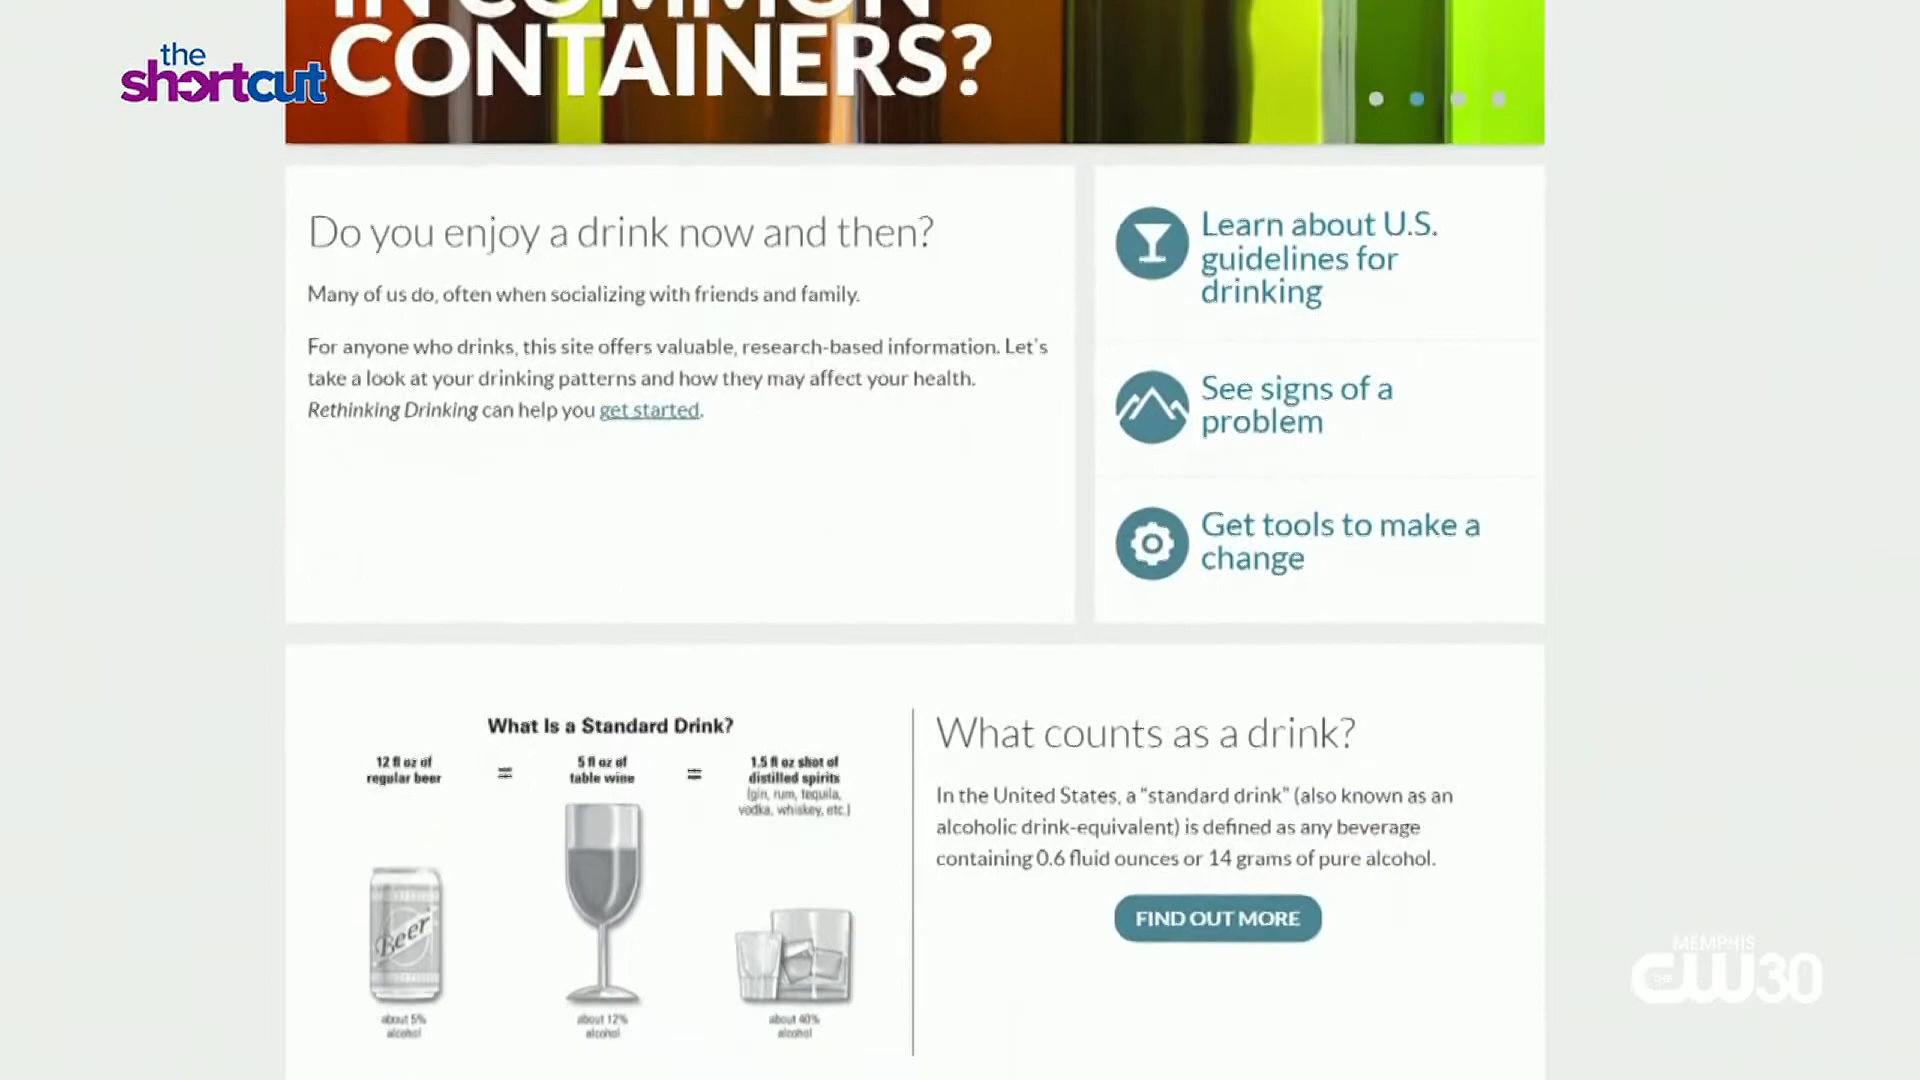 IN COMMON
CONTAINERS?
the
shortcut
Do you enjoy a drink now and then?
Many of us do, often when socializing with friends and family.
For anyone who drinks, this site offers valuable, research-based information. Let's
take a look at your drinking patterns and how they may affect your health.
Rethinking Drinking can help you get started.
Learn about U.S.
guidelines for
drinking
See signs of a
problem
Get tools to make a
change
What Is a Standard Drink?
12 fl oz of
regular beer
=
5 fl oz of
table wine
=
1.5 fl oz shot of
distilled spirits
(gin, rum, tequila,
vodka, whiskey, etc.)
Beer
about 5%
alcohol
about 12%
alcohol
about 40%
alcohol
What counts as a drink?
In the United States, a “standard drink” (also known as an
alcoholic drink-equivalent) is defined as any beverage
containing 0.6 fluid ounces or 14 grams of pure alcohol.
FIND OUT MORE
MEMPHIS
THE CW30